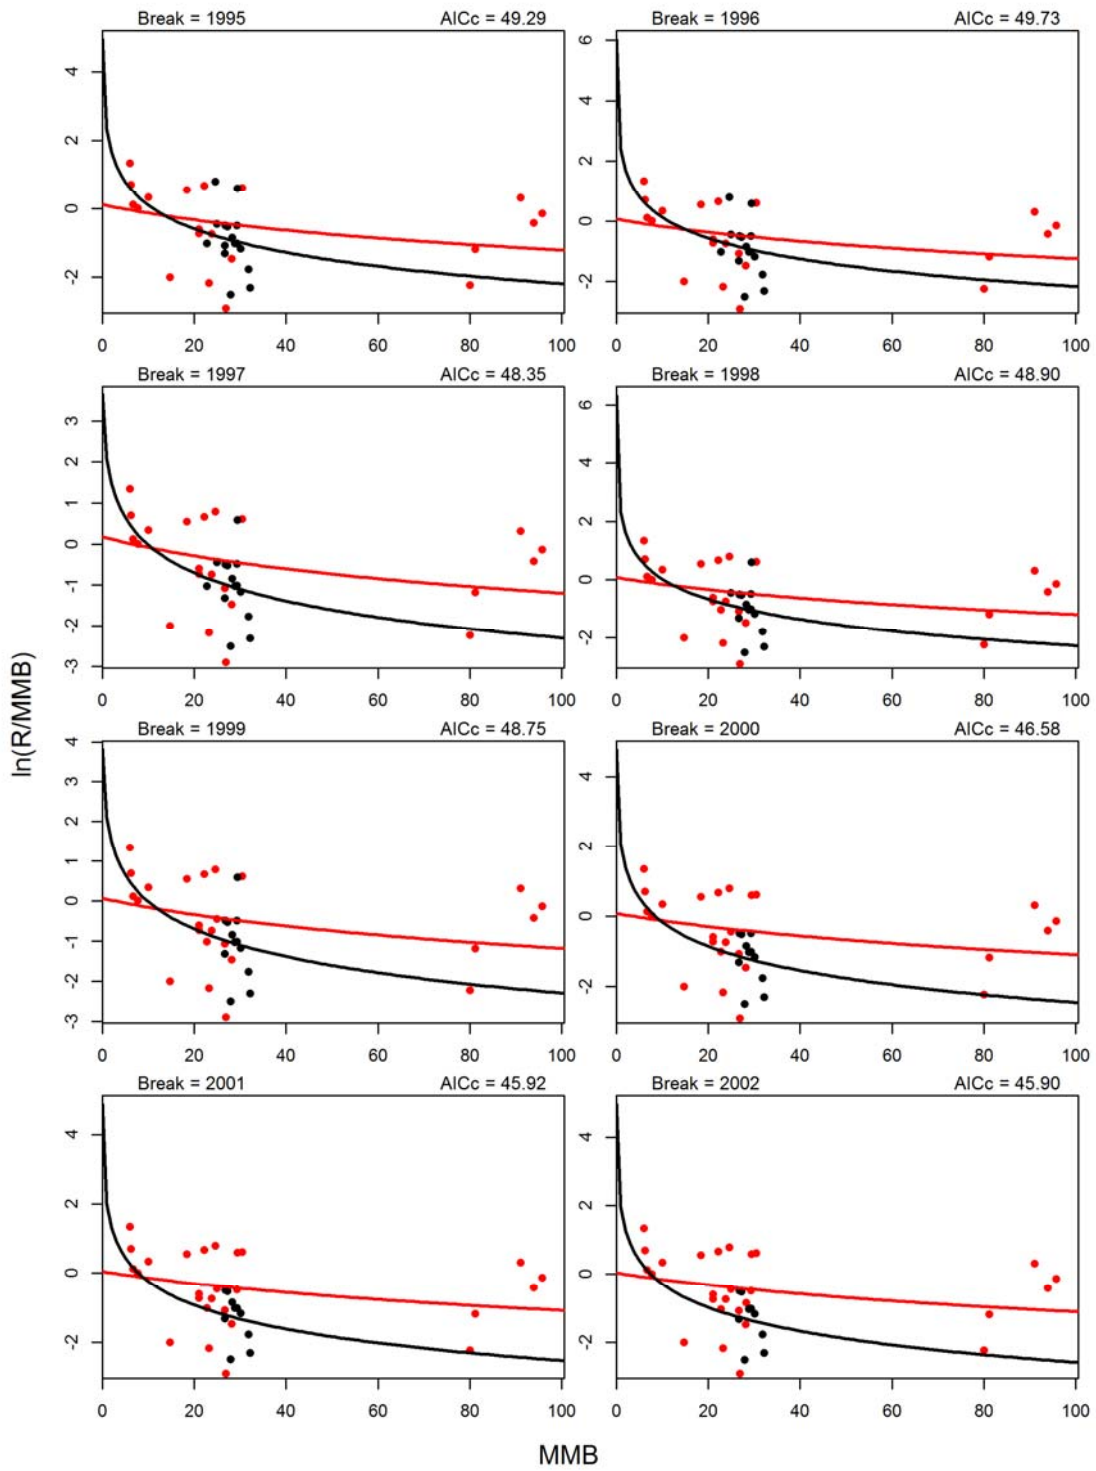 Break = 1995 AICc = 49.29
4
2
0
-2
0 20 40 60 80 100
Break = 1996 AICc = 49.73
6
4
2
0
-2
0 20 40 60 80 100
Break = 1997 AICc = 48.35
3
2
1
0
-1
-2
-3
0 20 40 60 80 100
Break = 1998 AICc = 48.90
6
4
2
0
-2
0 20 40 60 80 100
ln(R/MMB)
Break = 1999 AICc = 48.75
4
3
2
1
0
-1
-2
-3
0 20 40 60 80 100
Break = 2000 AICc = 46.58
4
2
0
-2
0 20 40 60 80 100
Break = 2001 AICc = 45.92
4
2
0
-2
0 20 40 60 80 100
Break = 2002 AICc = 45.90
4
2
0
-2
0 20 40 60 80 100
MMB